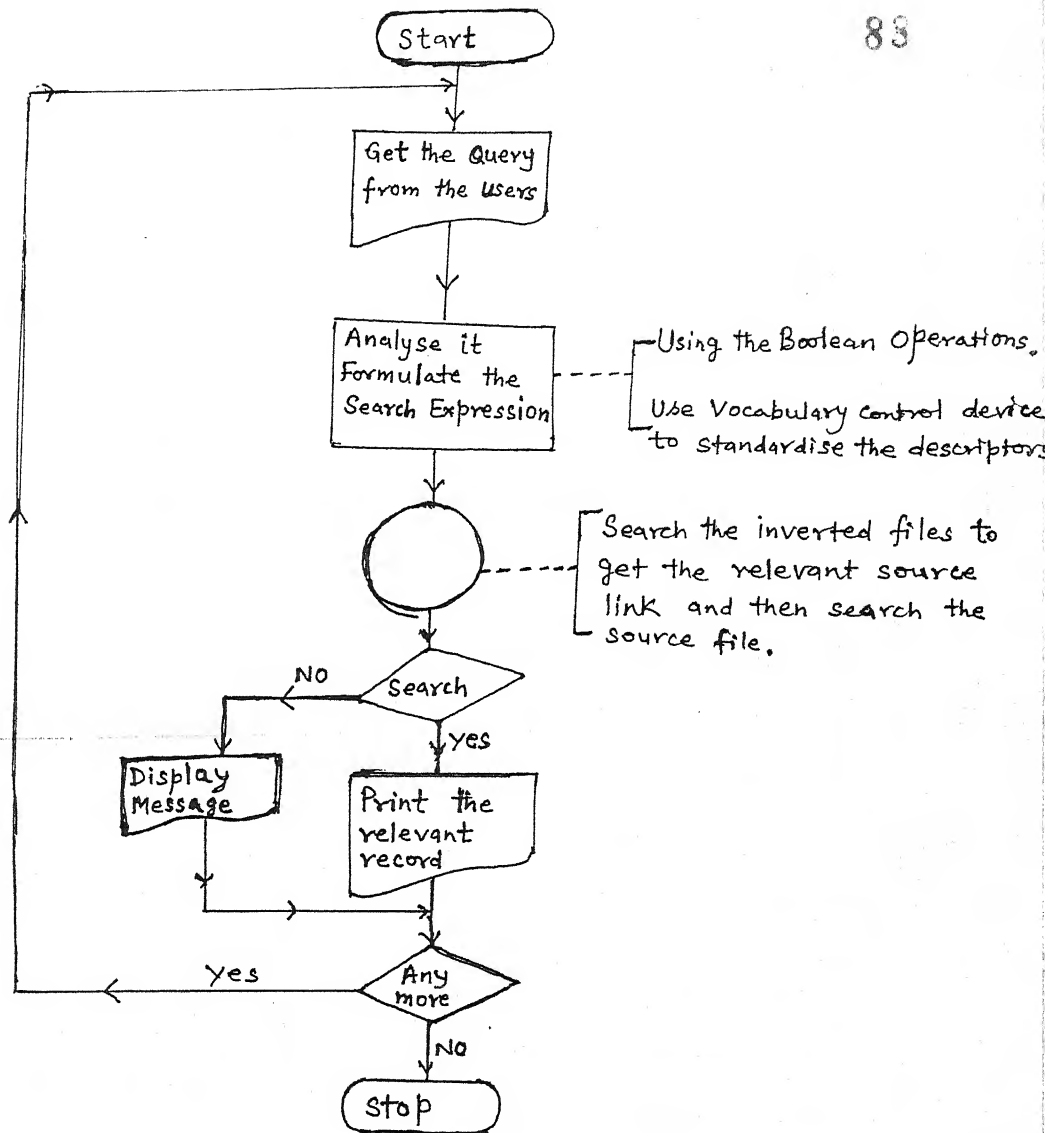 83
Start
Get the Query
from the users
Analyse it
Formulate the
Search Expression
Using the Boolean Operations.
Use Vocabulary control device
to standardise the descriptors
Search the inverted files to
get the relevant source
link and then search the
source file.
Search
NO
Yes
Display
Message
Print the
relevant
record
Any
more
Yes
NO
Stop